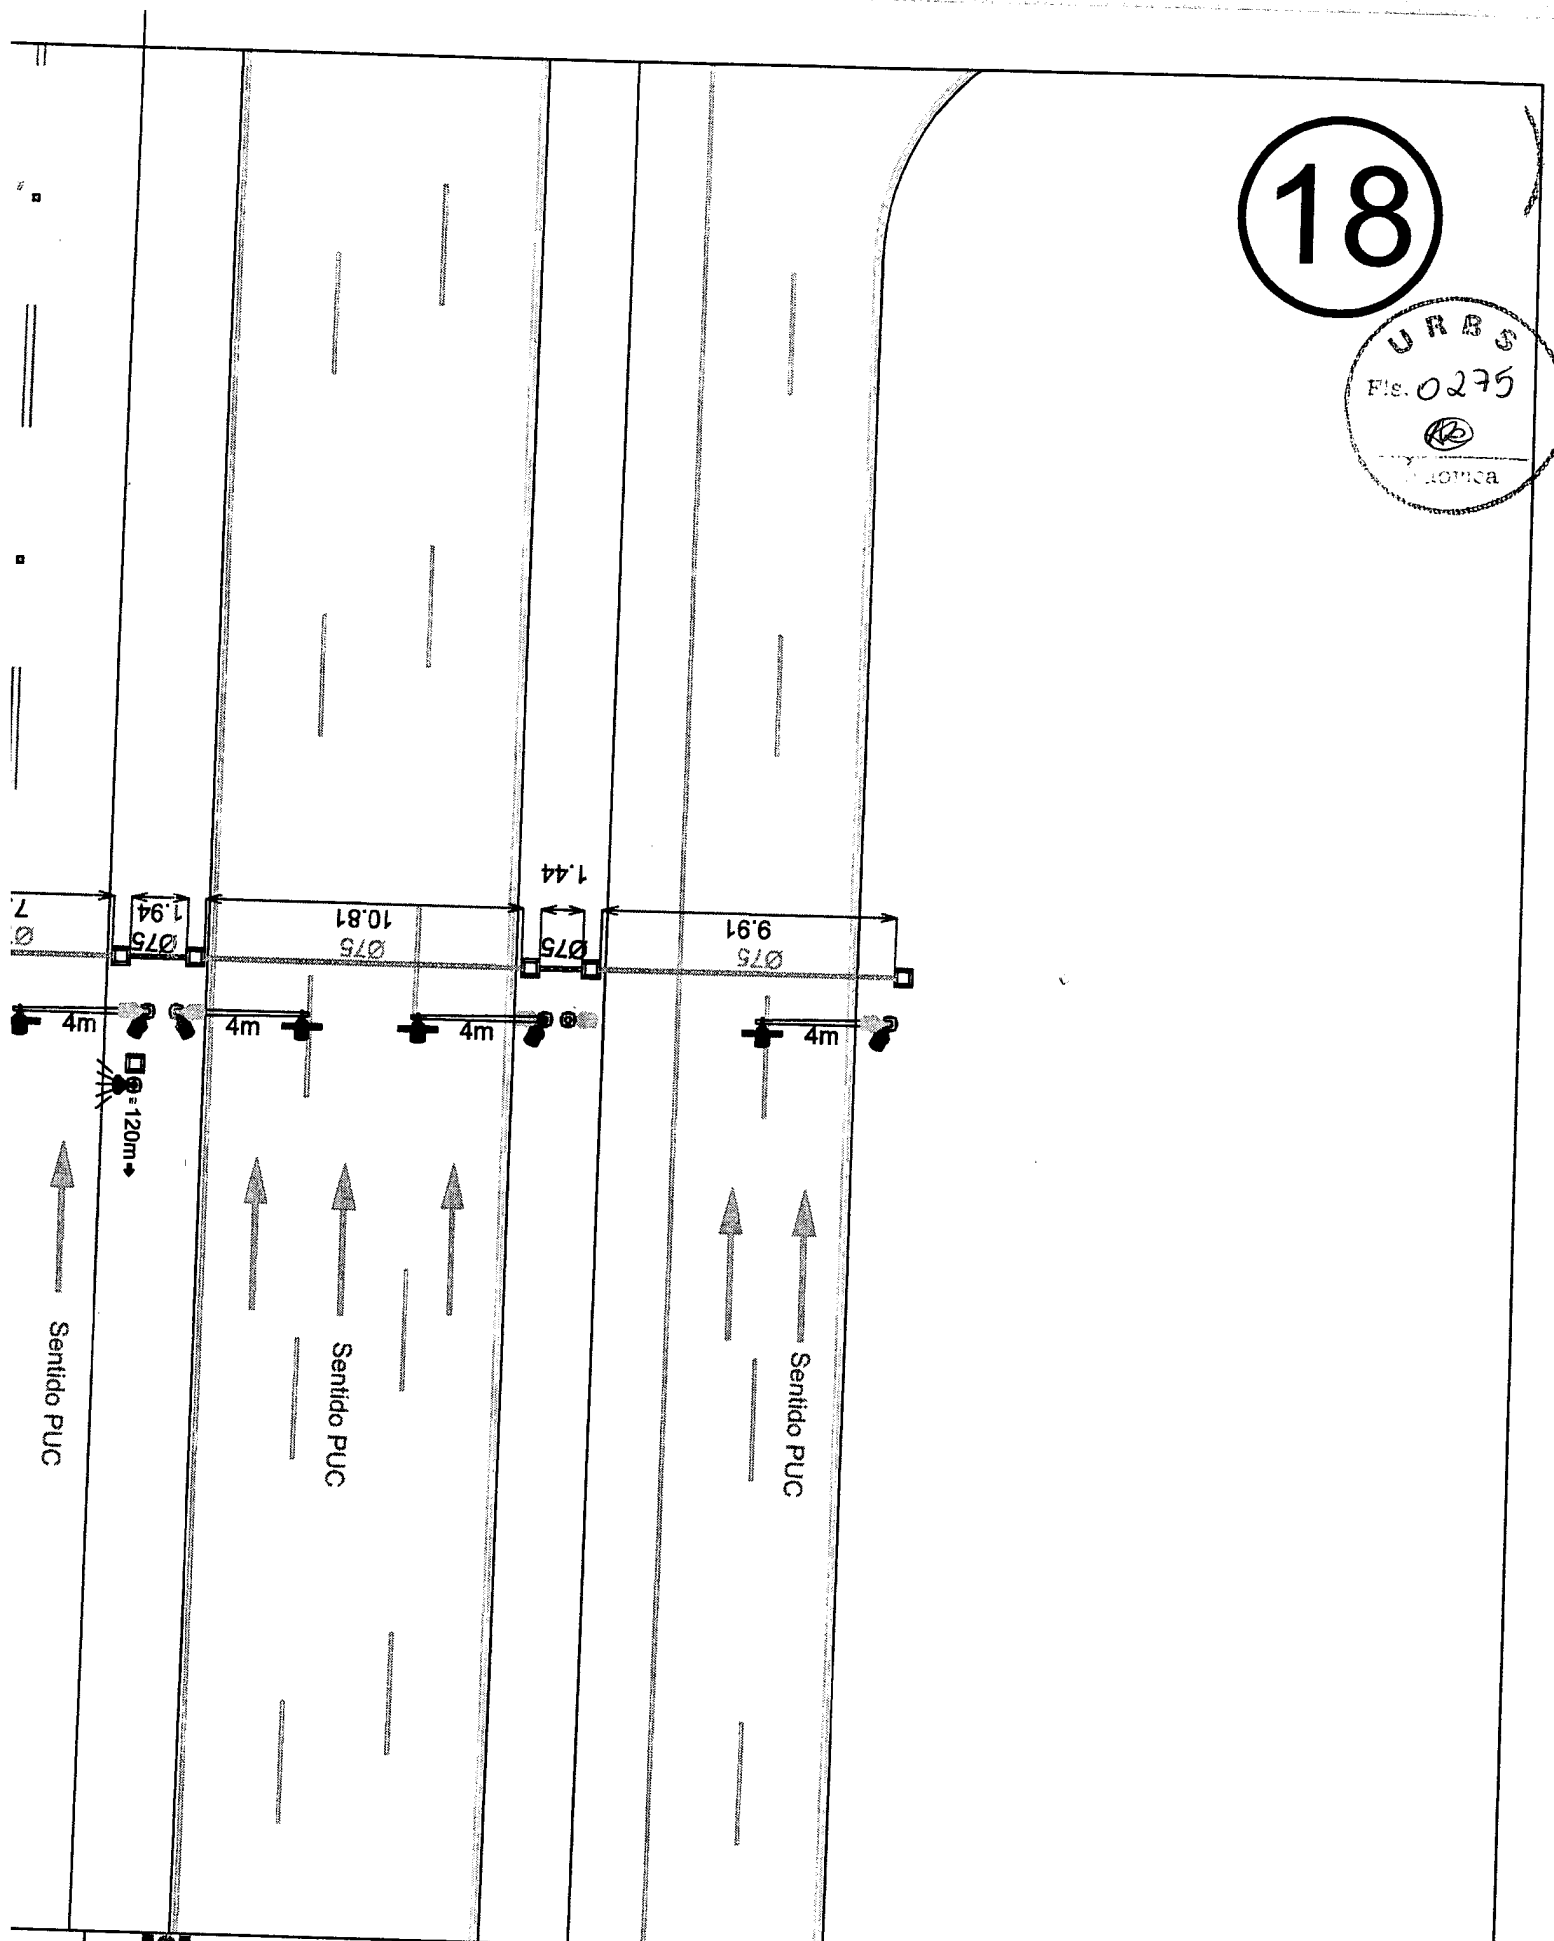 18
URBS
Fls. 0275
1.44
1.94
10.81
9.91
Ø75
Ø75
Ø75
Ø75
4m
4m
4m
4m
=120m
Sentido PUC
Sentido PUC
Sentido PUC